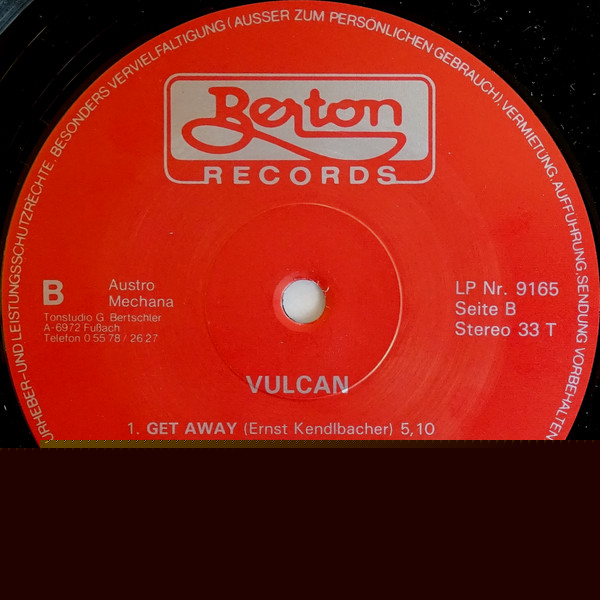 URHEBER-UND LEISTUNGSSCHUTZRECHTE, BESONDERS VERVIELFÄLTIGUNG (AUSSER ZUM PERSÖNLICHEN GEBRAUCH), VERMIETUNG, AUFFÜHRUNG, SENDUNG VORBEHALTEN
Berton
RECORDS
B
Austro
Mechana
Tonstudio G. Bertschler
A-6972 Fußach
Telefon 0 55 78 / 26 27
LP Nr. 9165
Seite B
Stereo 33 T
VULCAN
1. GET AWAY (Ernst Kendlbacher) 5,10